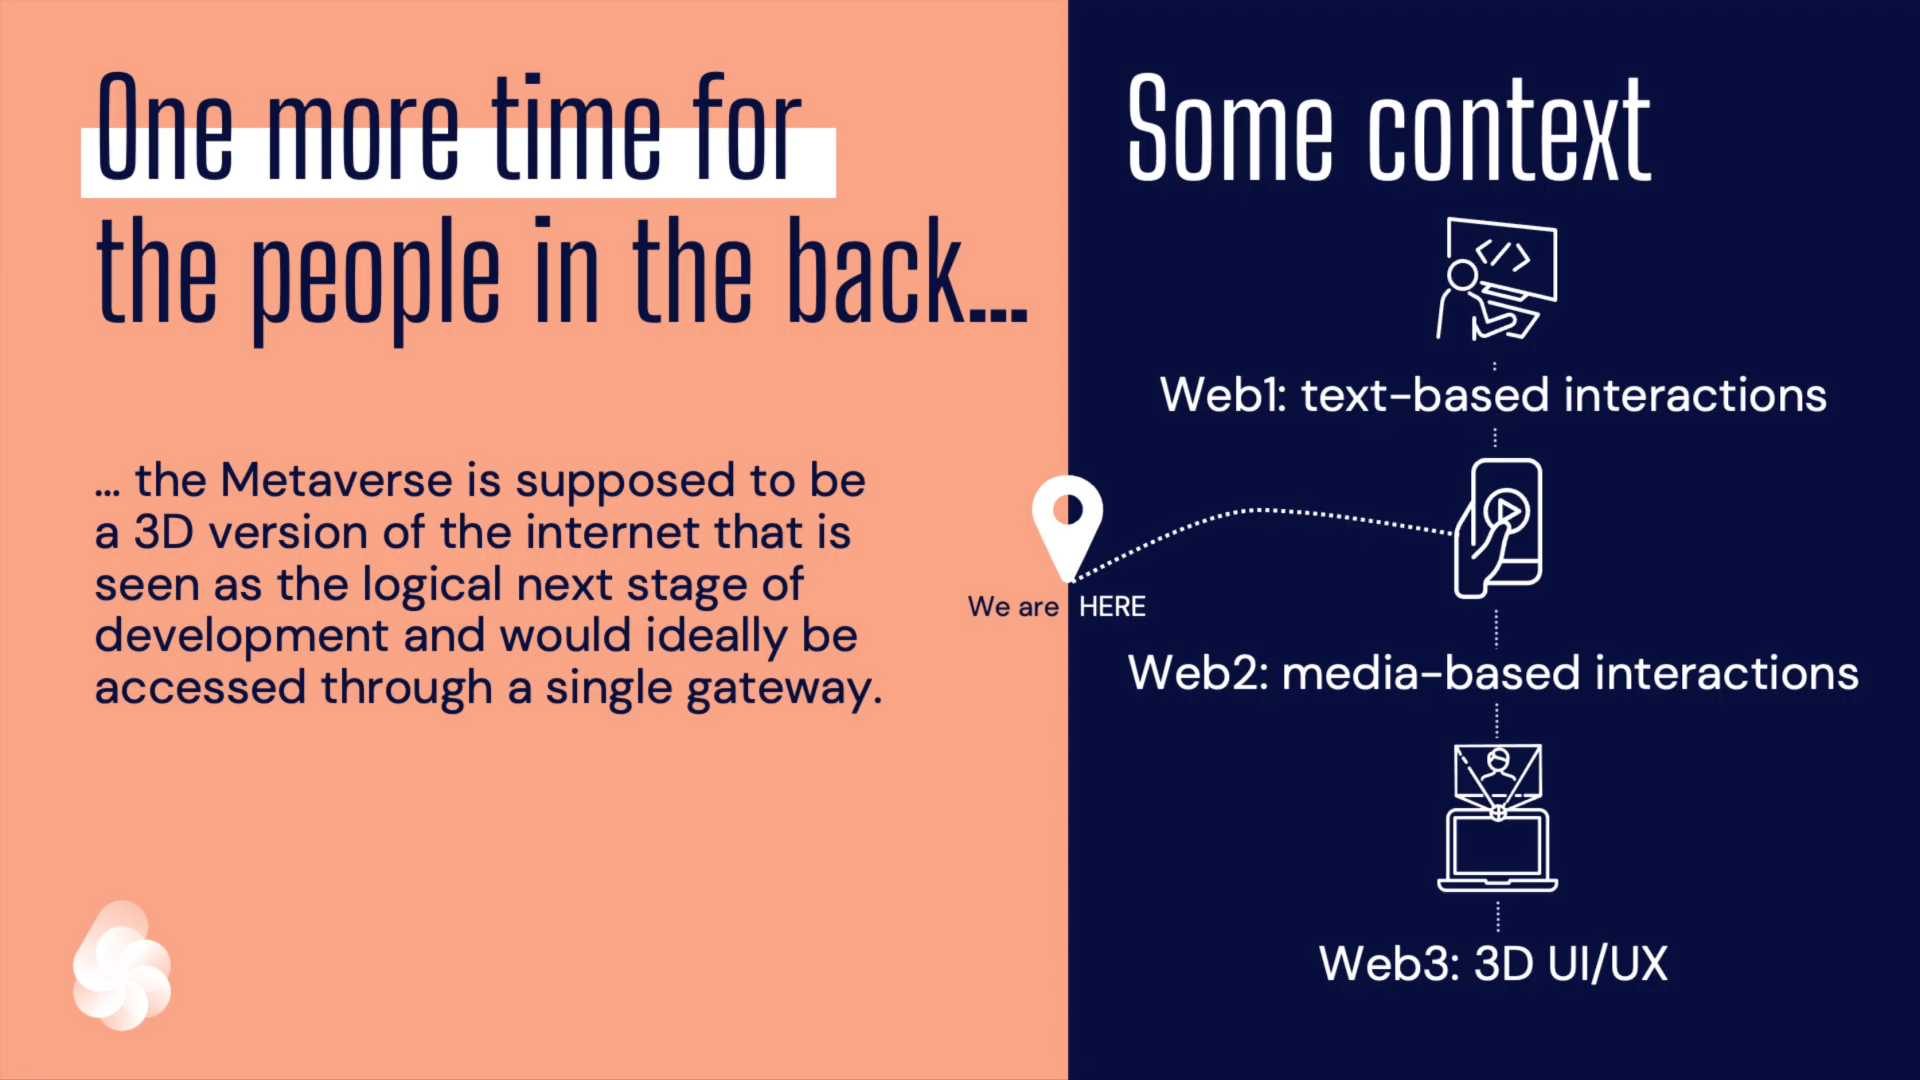 One more time for
the people in the back...
... the Metaverse is supposed to be
a 3D version of the internet that is
seen as the logical next stage of
development and would ideally be
accessed through a single gateway.
We are HERE
Some context
</>
Web1: text-based interactions
Web2: media-based interactions
Web3: 3D UI/UX